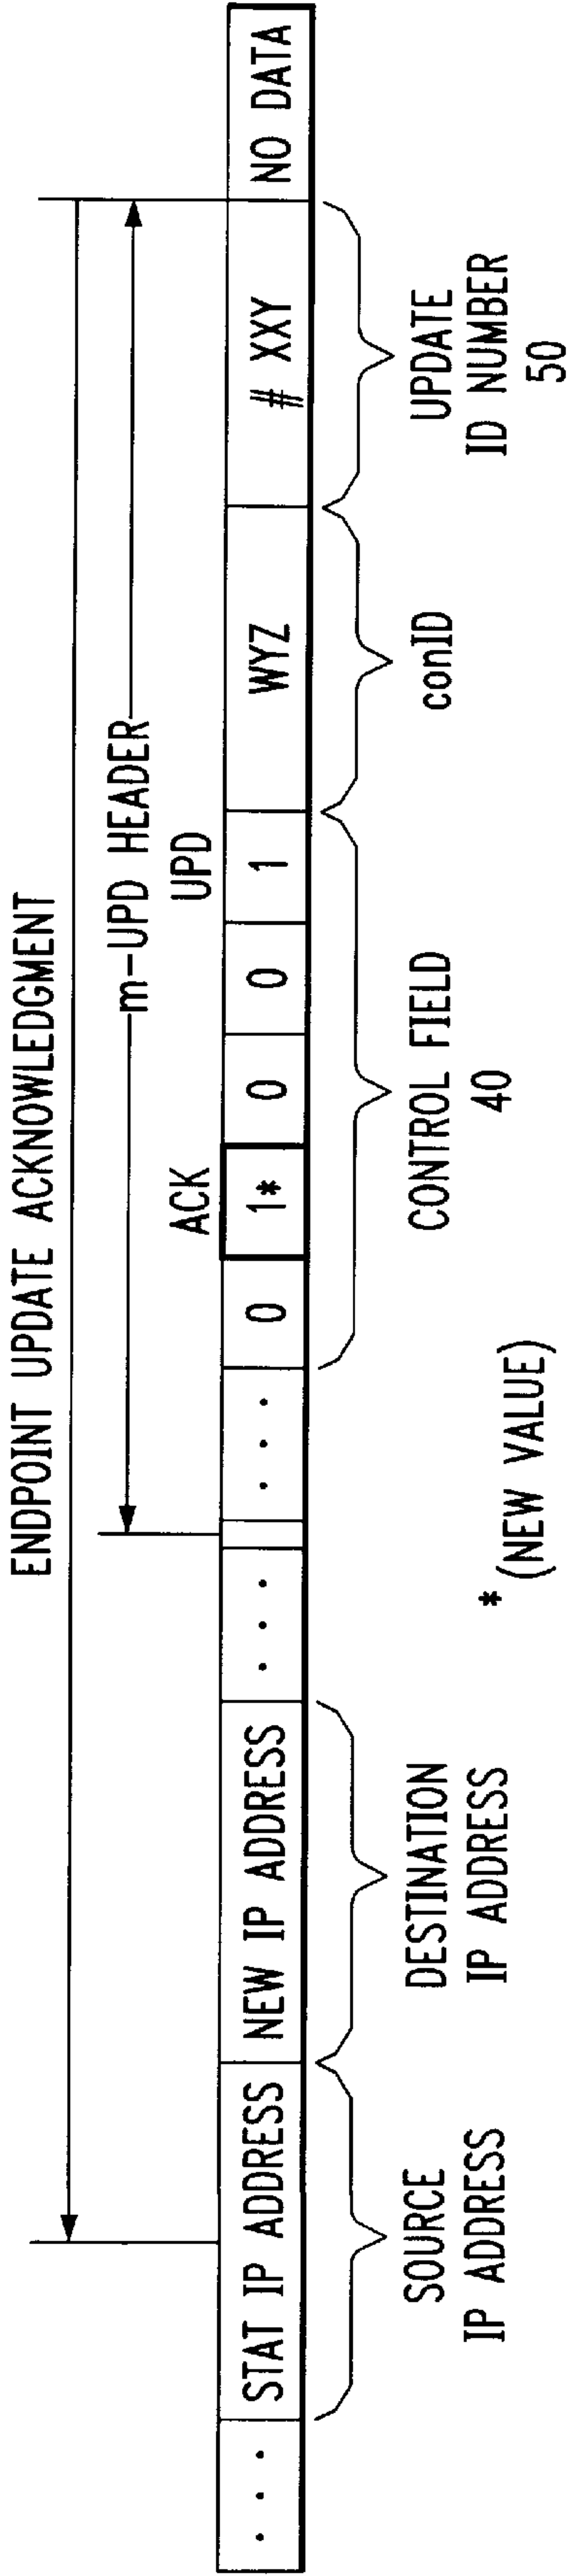 ENDPOINT UPDATE ACKNOWLEDGMENT
m-UPD HEADER
ACK
UPD
. . . STAT IP ADDRESS NEW IP ADDRESS . . . . . . 0 1* 0 0 1 WYZ # XXY NO DATA
SOURCE
IP ADDRESS
DESTINATION
IP ADDRESS
CONTROL FIELD
40
conID
UPDATE
ID NUMBER
50
* (NEW VALUE)